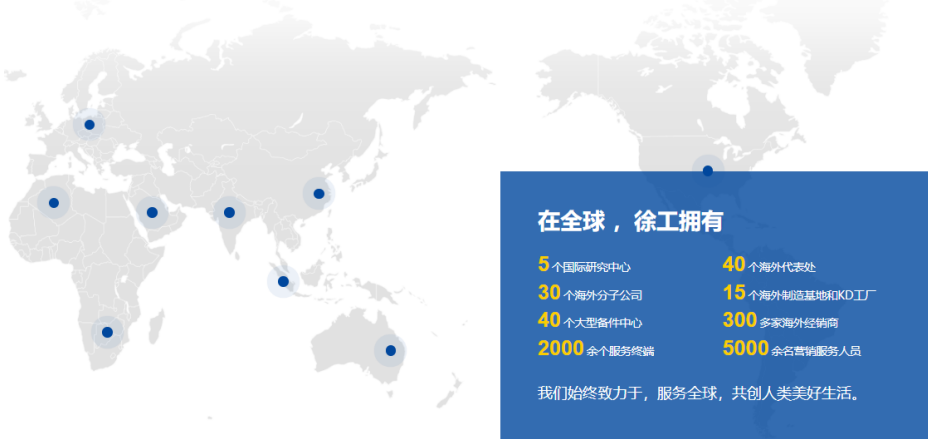 在全球，徐工拥有
5 个国际研究中心 40 个海外代表处
30 个海外分子公司 15 个海外制造基地和KD工厂
40 个大型备件中心 300 多家海外经销商
2000 余个服务终端 5000 余名营销服务人员
我们始终致力于，服务全球，共创人类美好生活。